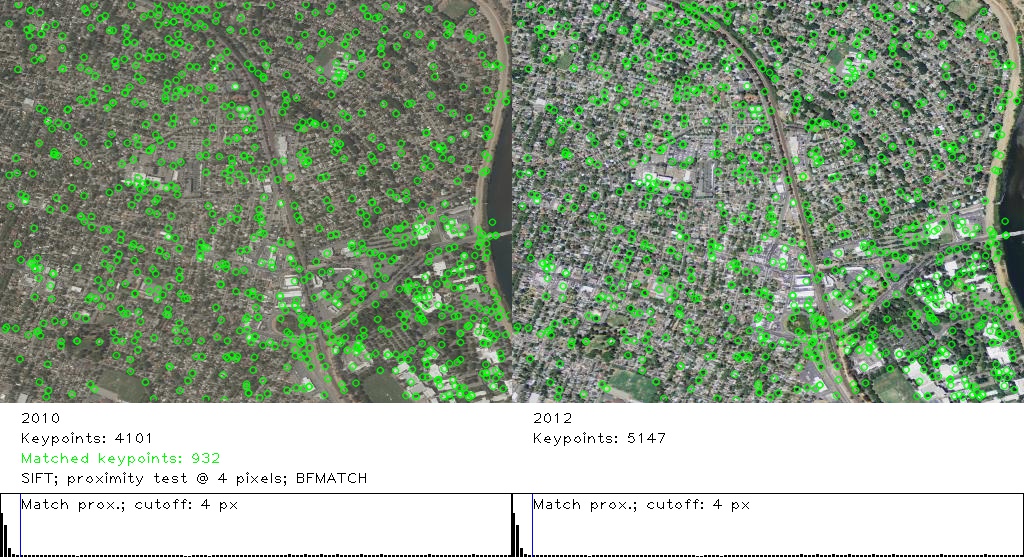 2010
Keypoints: 4101
Matched keypoints: 932
SIFT; proximity test @ 4 pixels; BFMATCH
2012
Keypoints: 5147
Match prox.; cutoff: 4 px
Match prox.; cutoff: 4 px